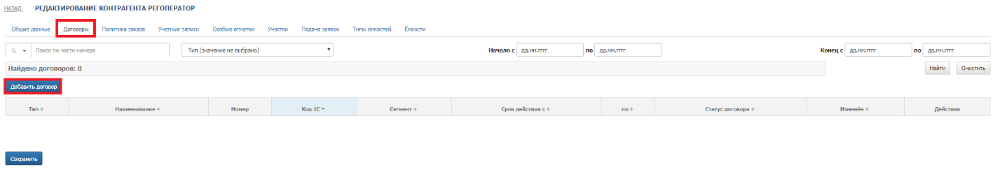 НАЗАД РЕДАКТИРОВАНИЕ КОНТРАГЕНТА РЕГОПЕРАТОР
Общие данные Договоры Политика заказа Учетные записи Особые отметки Участки Подача заявок Типы ёмкостей Ёмкости
Поиск по части номера Тип (значение не выбрано) Начало с дд.мм.гггг по дд.мм.гггг Конец с дд.мм.гггг по дд.мм.гггг
Найдено договоров: 0 Найти Очистить
Добавить договор
Тип Наименование Номер Код 1С Сегмент Срок действия с по Статус договора Изменён Действия
Сохранить